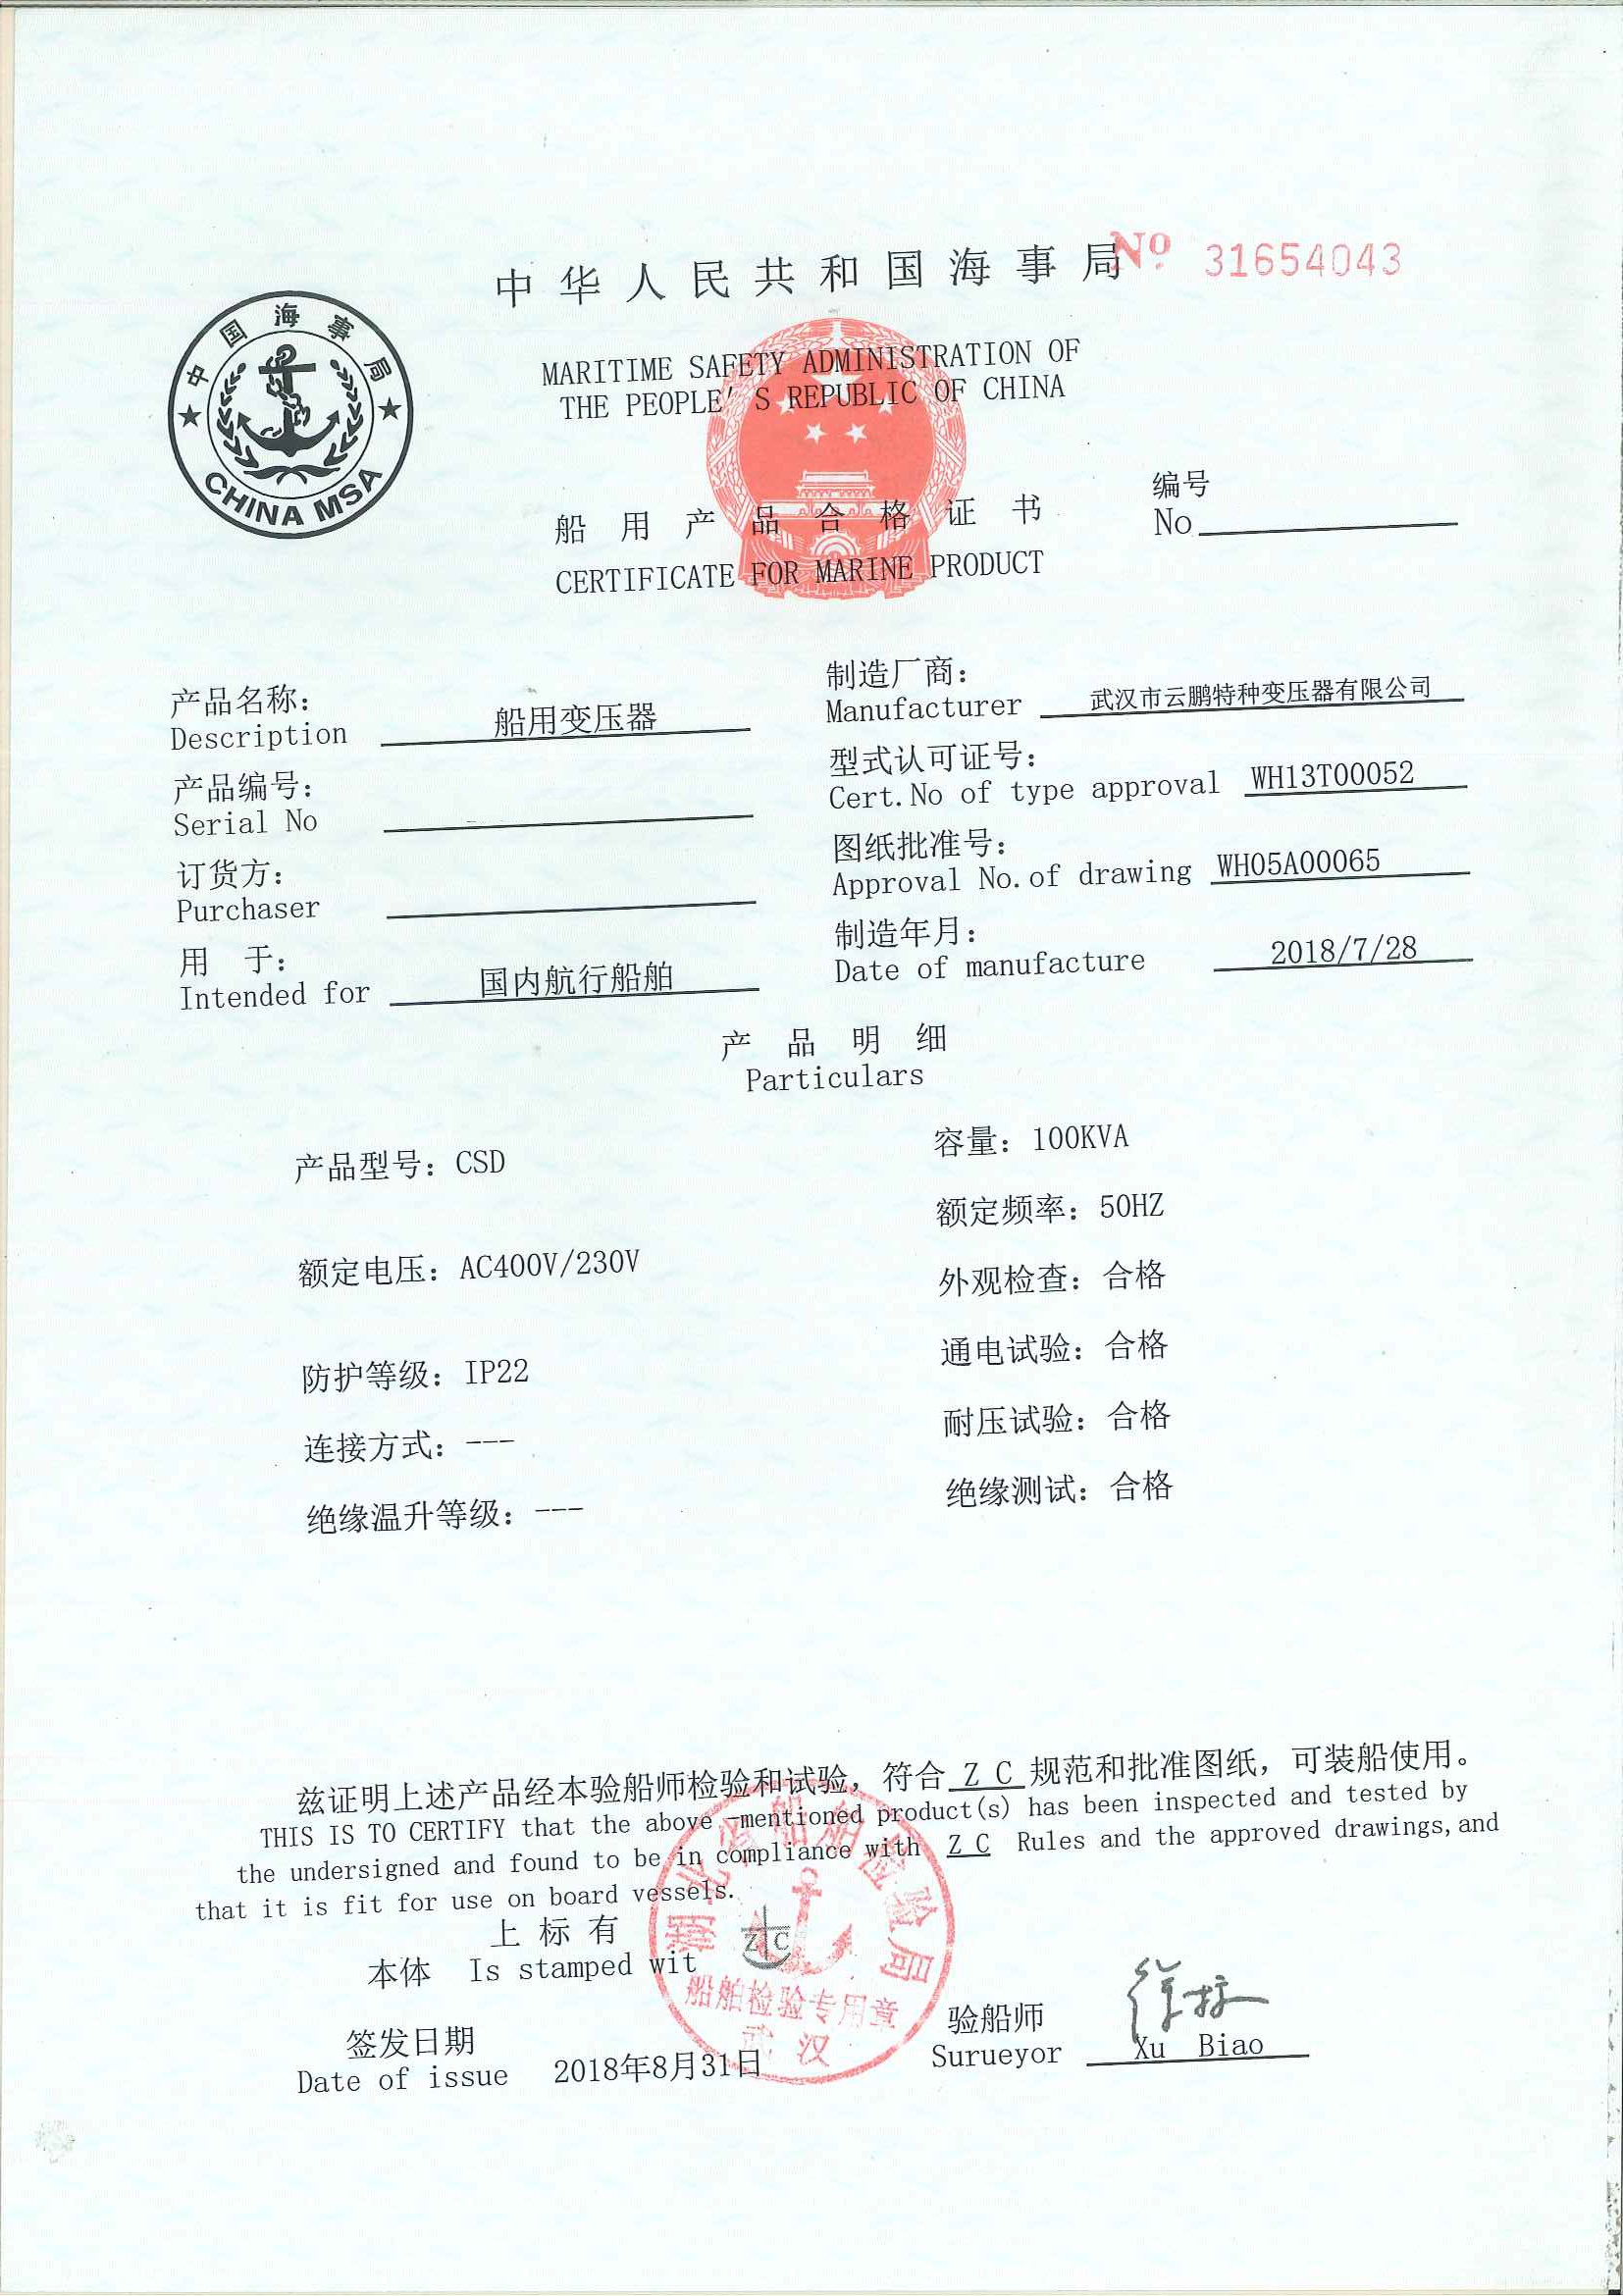 中华人民共和国海事局
Nº 31654043
中国海事局
CHINA MSA
MARITIME SAFETY ADMINISTRATION OF
THE PEOPLE'S REPUBLIC OF CHINA
船用产品合格证书
CERTIFICATE FOR MARINE PRODUCT
编号
No
产品名称:
Description 船用变压器
制造厂商:
Manufacturer 武汉市云鹏特种变压器有限公司
产品编号:
Serial No
型式认可证号:
Cert.No of type approval WH13T00052
订货方:
Purchaser
图纸批准号:
Approval No.of drawing WH05A00065
用 于:
Intended for 国内航行船舶
制造年月:
Date of manufacture 2018/7/28
产品明细
Particulars
产品型号: CSD
容量: 100KVA
额定频率: 50HZ
额定电压: AC400V/230V
外观检查: 合格
防护等级: IP22
通电试验: 合格
连接方式: ---
耐压试验: 合格
绝缘温升等级: ---
绝缘测试: 合格
兹证明上述产品经本验船师检验和试验, 符合 Z C 规范和批准图纸, 可装船使用。
THIS IS TO CERTIFY that the above -mentioned product(s) has been inspected and tested by
the undersigned and found to be in compliance with Z C Rules and the approved drawings,and
that it is fit for use on board vessels.
上标有
本体 Is stamped wit
Z C
湖北省船舶检验局
船舶检验专用章
武汉
签发日期
Date of issue 2018年8月31日
验船师
Surueyor Xu Biao